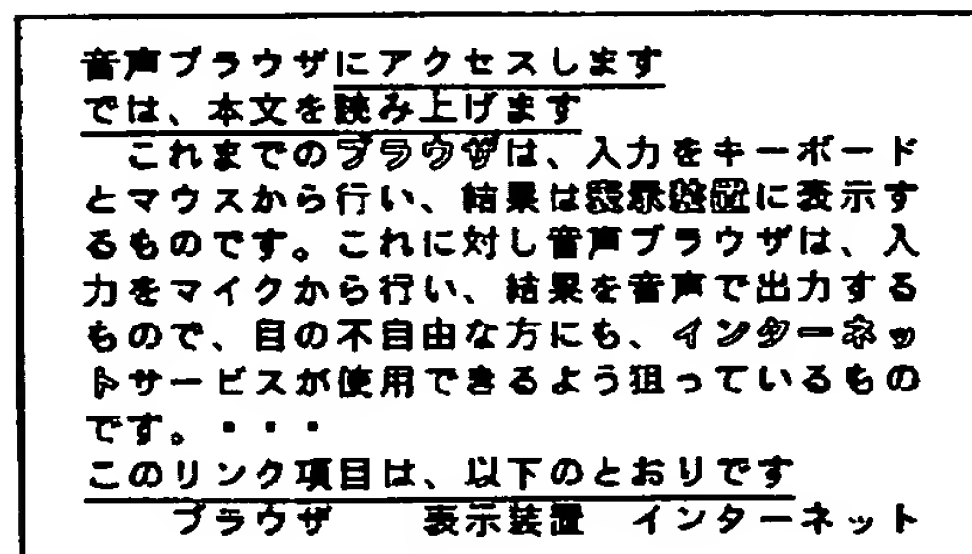 音声ブラウザにアクセスします
では、本文を読み上げます
これまでのブラウザは、入力をキーボード
とマウスから行い、結果は表示装置に表示す
るものです。これに対し音声ブラウザは、入
力をマイクから行い、結果を音声で出力する
もので、目の不自由な方にも、インターネッ
トサービスが使用できるよう狙っているもの
です。・・・
このリンク項目は、以下のとおりです
ブラウザ　表示装置　インターネット